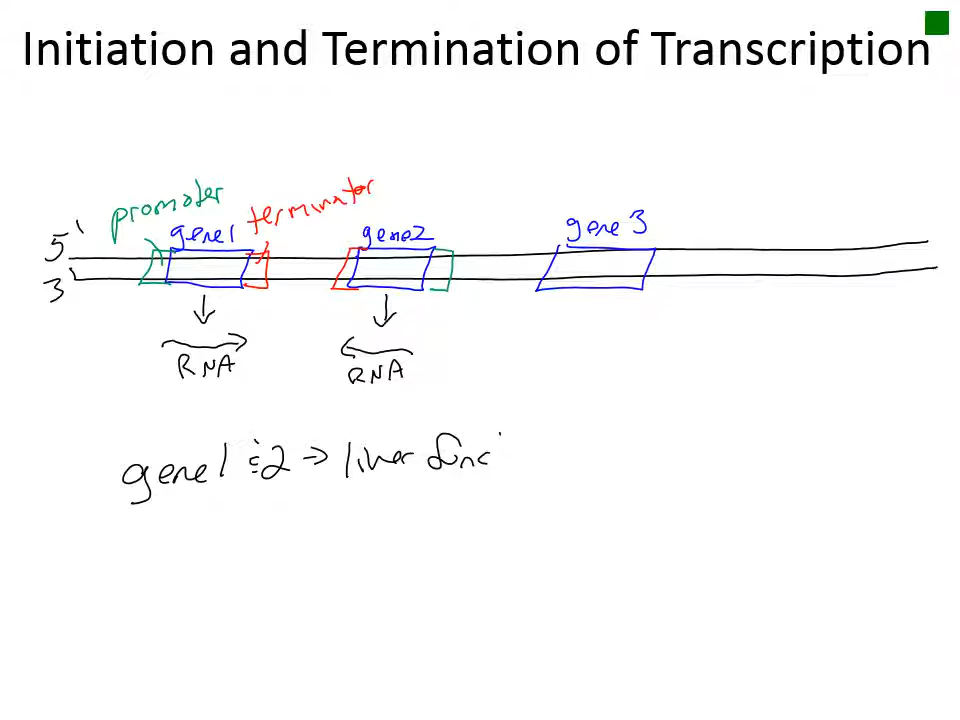 Initiation and Termination of Transcription
promoter terminator
5' gene1 gene2 gene 3
3
RNA RNA
gene1 & 2 → liver func